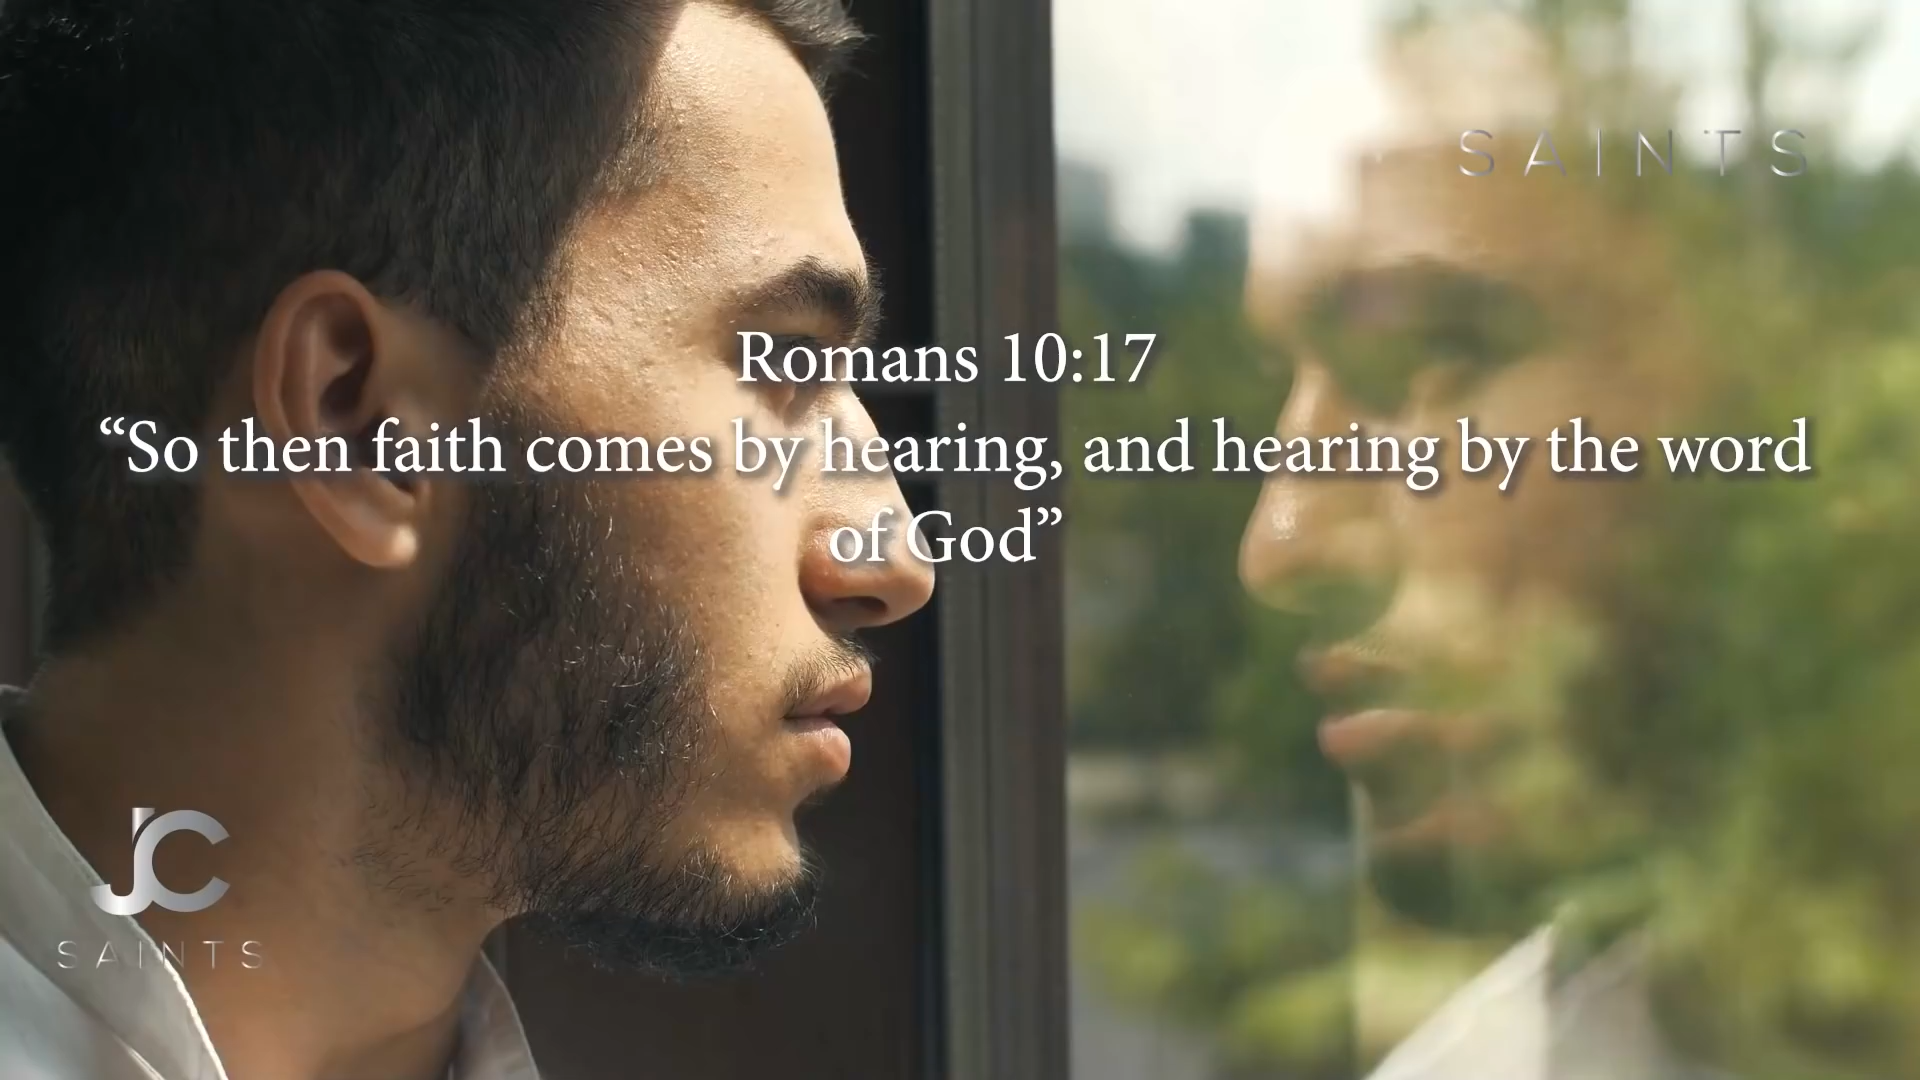 SAINTS
Romans 10:17
“So then faith comes by hearing, and hearing by the word
of God”
JC
SAINTS